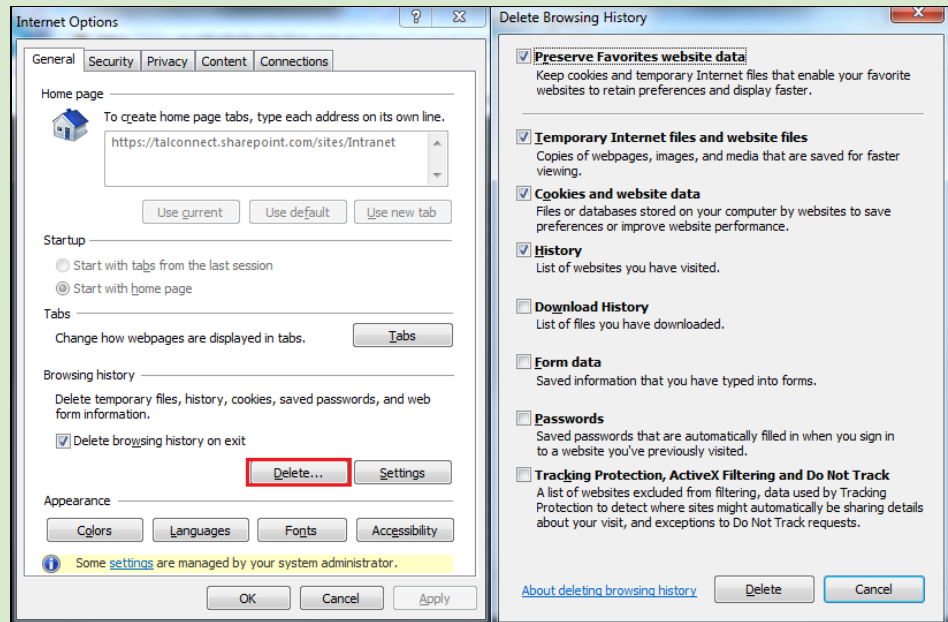 Internet Options
General Security Privacy Content Connections
Home page
To create home page tabs, type each address on its own line.
https://talconnect.sharepoint.com/sites/Intranet
Use current Use default Use new tab
Startup
Start with tabs from the last session
Start with home page
Tabs
Change how webpages are displayed in tabs. Tabs
Browsing history
Delete temporary files, history, cookies, saved passwords, and web
form information.
Delete browsing history on exit
Delete... Settings
Appearance
Colors Languages Fonts Accessibility
Some settings are managed by your system administrator.
OK Cancel Apply
Delete Browsing History
Preserve Favorites website data
Keep cookies and temporary Internet files that enable your favorite
websites to retain preferences and display faster.
Temporary Internet files and website files
Copies of webpages, images, and media that are saved for faster
viewing.
Cookies and website data
Files or databases stored on your computer by websites to save
preferences or improve website performance.
History
List of websites you have visited.
Download History
List of files you have downloaded.
Form data
Saved information that you have typed into forms.
Passwords
Saved passwords that are automatically filled in when you sign in
to a website you've previously visited.
Tracking Protection, ActiveX Filtering and Do Not Track
A list of websites excluded from filtering, data used by Tracking
Protection to detect where sites might automatically be sharing details
about your visit, and exceptions to Do Not Track requests.
About deleting browsing history Delete Cancel